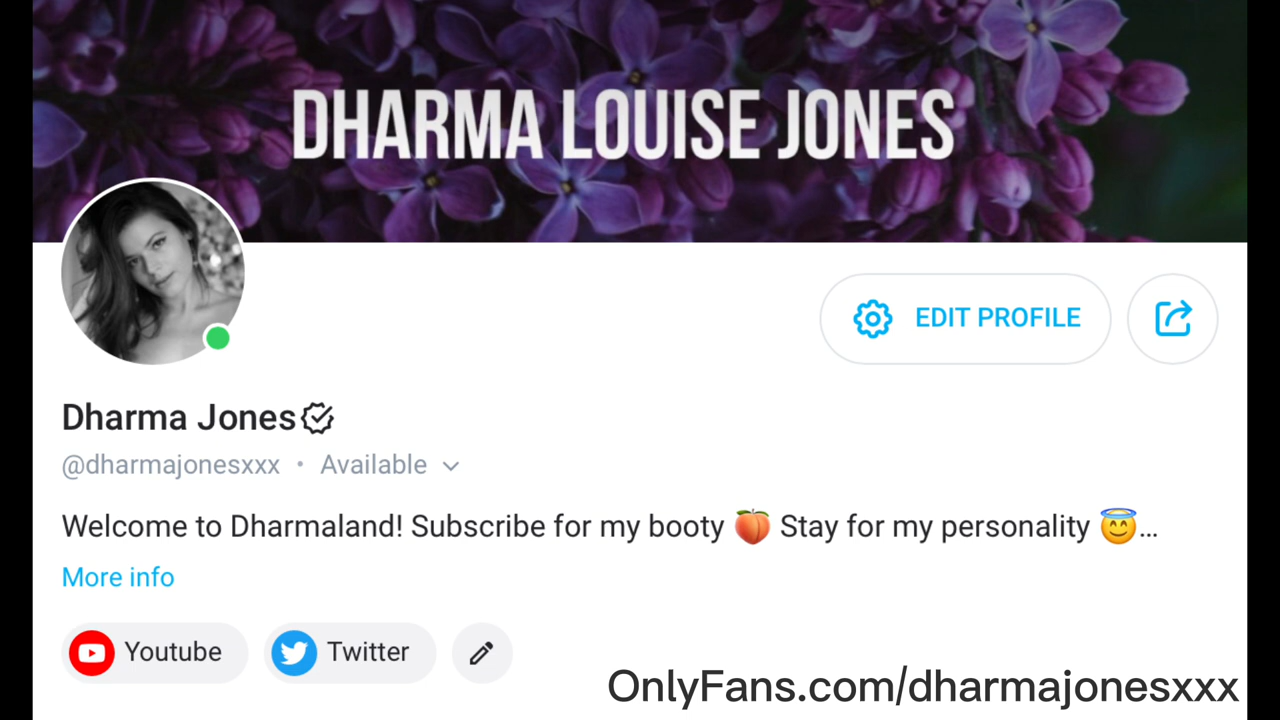 DHARMA LOUISE JONES
EDIT PROFILE
Dharma Jones
@dharmajonesxxx • Available
Welcome to Dharmaland! Subscribe for my booty 🍑 Stay for my personality 😇...
More info
Youtube Twitter
OnlyFans.com/dharmajonesxxx